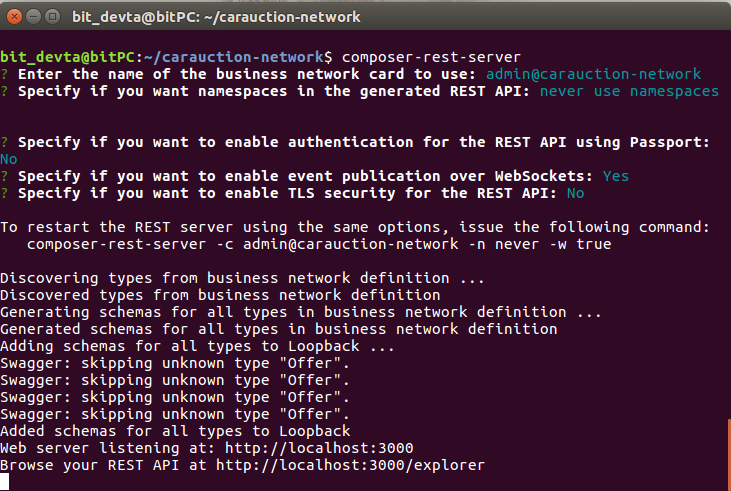 bit_devta@bitPC: ~/carauction-network
bit_devta@bitPC:~/carauction-network$ composer-rest-server
? Enter the name of the business network card to use: admin@carauction-network
? Specify if you want namespaces in the generated REST API: never use namespaces
? Specify if you want to enable authentication for the REST API using Passport:
No
? Specify if you want to enable event publication over WebSockets: Yes
? Specify if you want to enable TLS security for the REST API: No
To restart the REST server using the same options, issue the following command:
   composer-rest-server -c admin@carauction-network -n never -w true
Discovering types from business network definition ...
Discovered types from business network definition
Generating schemas for all types in business network definition ...
Generated schemas for all types in business network definition
Adding schemas for all types to Loopback ...
Swagger: skipping unknown type "Offer".
Swagger: skipping unknown type "Offer".
Swagger: skipping unknown type "Offer".
Swagger: skipping unknown type "Offer".
Added schemas for all types to Loopback
Web server listening at: http://localhost:3000
Browse your REST API at http://localhost:3000/explorer